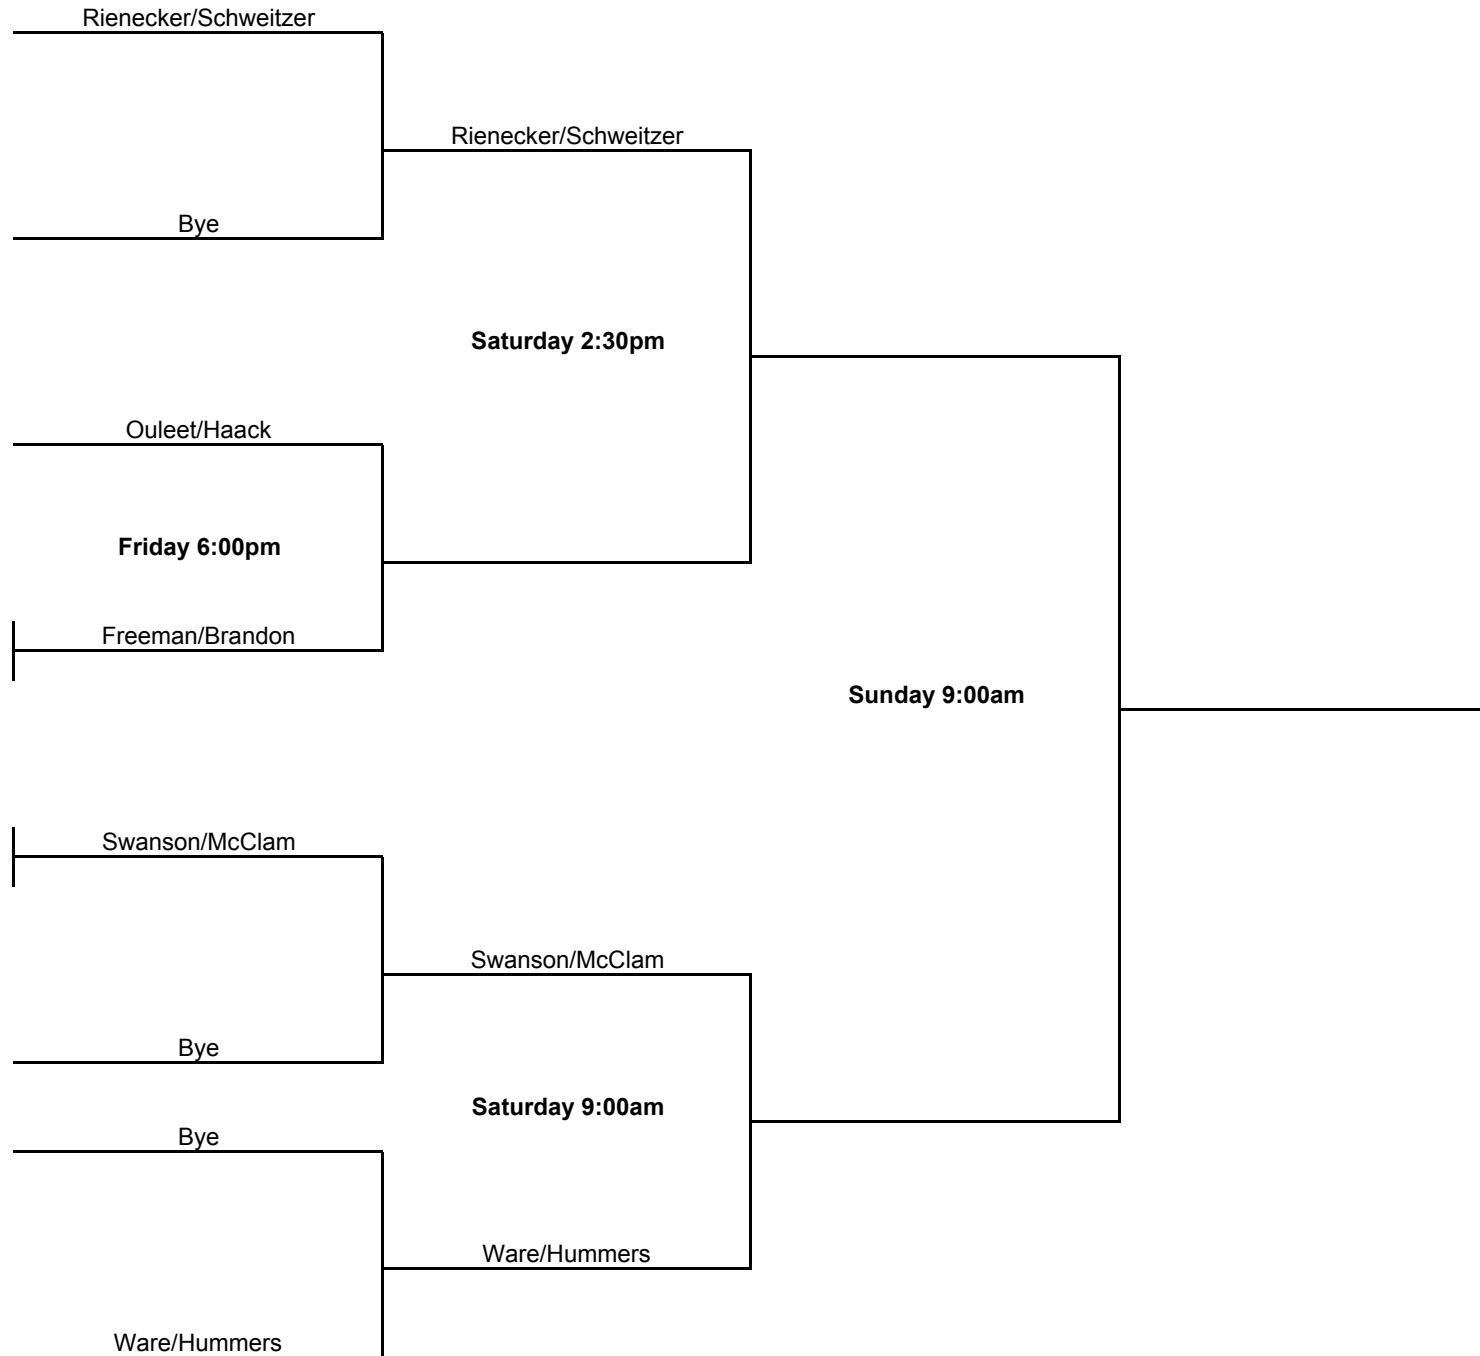 Rienecker/Schweitzer
Rienecker/Schweitzer
Bye
Saturday 2:30pm
Ouleet/Haack
Friday 6:00pm
Freeman/Brandon
Sunday 9:00am
Swanson/McClam
Swanson/McClam
Bye
Saturday 9:00am
Bye
Ware/Hummers
Ware/Hummers